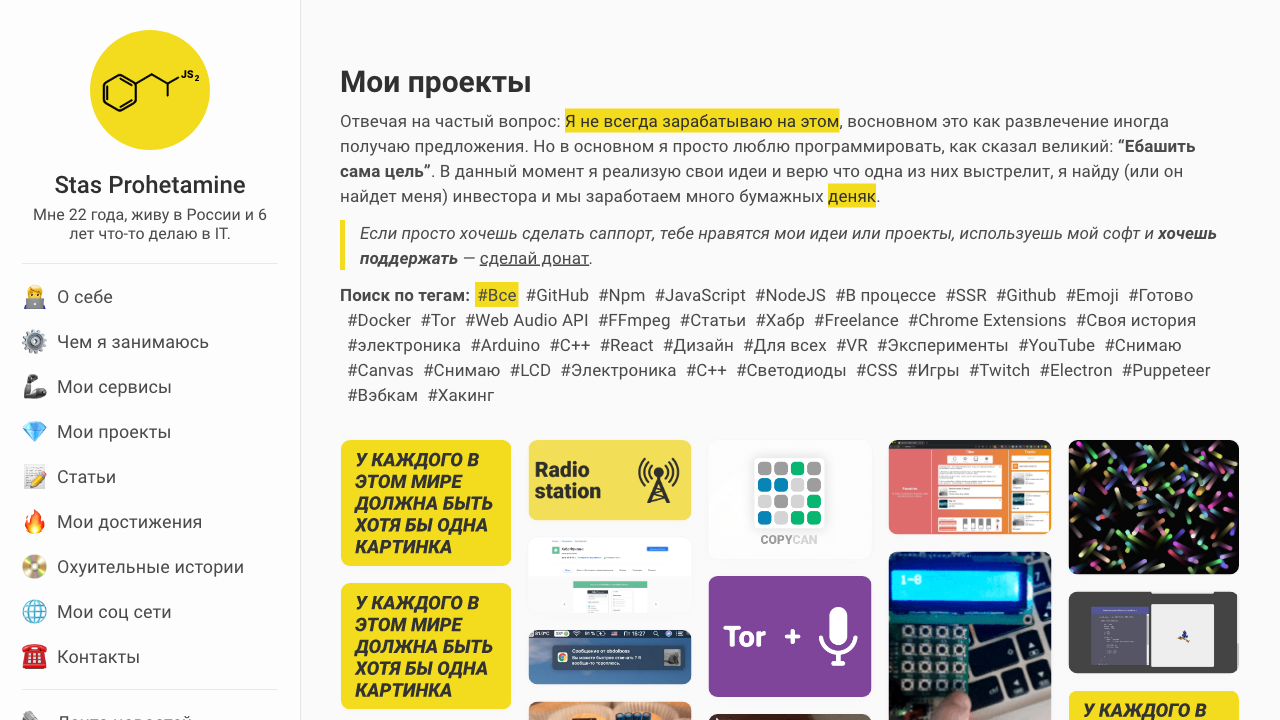 JS2
Stas Prohetamine
Мне 22 года, живу в России и 6
лет что-то делаю в IT.
О себе
Чем я занимаюсь
Мои сервисы
Мои проекты
Статьи
Мои достижения
Охуительные истории
Мои соц сети
Контакты
Мои проекты
Отвечая на частый вопрос: Я не всегда зарабатываю на этом, восновном это как развлечение иногда
получаю предложения. Но в основном я просто люблю программировать, как сказал великий: “Ебашить
сама цель”. В данный момент я реализую свои идеи и верю что одна из них выстрелит, я найду (или он
найдет меня) инвестора и мы заработаем много бумажных деняк.
Если просто хочешь сделать саппорт, тебе нравятся мои идеи или проекты, используешь мой софт и хочешь
поддержать — сделай донат.
Поиск по тегам: #Все #GitHub #Npm #JavaScript #NodeJS #В процессе #SSR #Github #Emoji #Готово
#Docker #Tor #Web Audio API #FFmpeg #Статьи #Хабр #Freelance #Chrome Extensions #Своя история
#электроника #Arduino #C++ #React #Дизайн #Для всех #VR #Эксперименты #YouTube #Снимаю
#Canvas #Снимаю #LCD #Электроника #C++ #Светодиоды #CSS #Игры #Twitch #Electron #Puppeteer
#Вэбкам #Хакинг
У КАЖДОГО В
ЭТОМ МИРЕ
ДОЛЖНА БЫТЬ
ХОТЯ БЫ ОДНА
КАРТИНКА
У КАЖДОГО В
ЭТОМ МИРЕ
ДОЛЖНА БЫТЬ
ХОТЯ БЫ ОДНА
КАРТИНКА
Radio
station
Пт 15:27
Сообщение от
COPYCAN
Tor +
1-8
У КАЖДОГО В